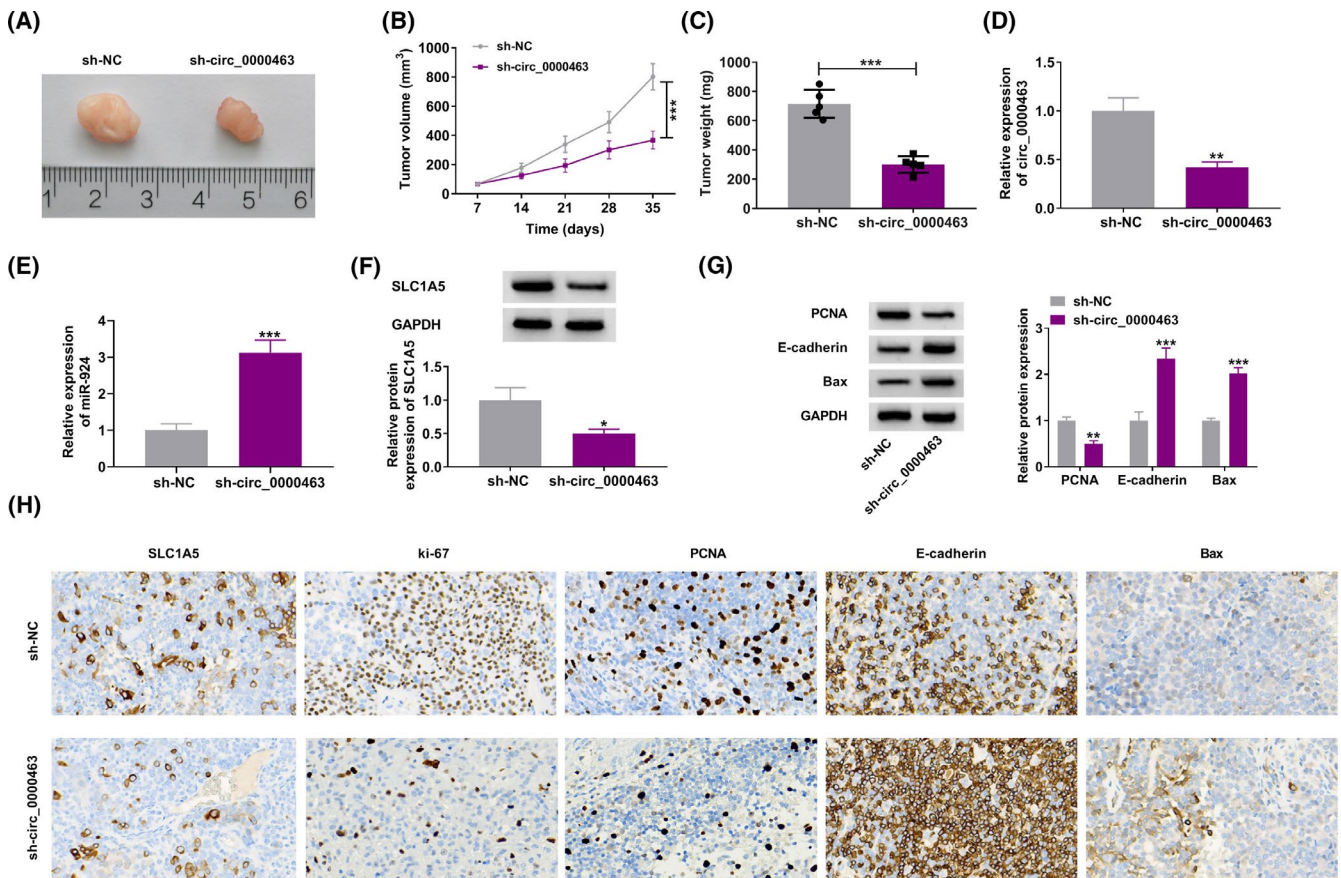 (A)
sh-NC sh-circ_0000463
1 2 3 4 5 6
(B)
Tumor volume (mm³)
1000
800
600
400
200
0
sh-NC
sh-circ_0000463
***
7 14 21 28 35
Time (days)
(C)
Tumor weight (mg)
1000
800
600
400
200
0
***
sh-NC sh-circ_0000463
(D)
Relative expression
of circ_0000463
1.5
1.0
0.5
0.0
**
sh-NC sh-circ_0000463
(E)
Relative expression
of miR-924
4
3
2
1
0
***
sh-NC sh-circ_0000463
(F)
SLC1A5
GAPDH
Relative protein
expression of SLC1A5
1.5
1.0
0.5
0.0
*
sh-NC sh-circ_0000463
(G)
PCNA
E-cadherin
Bax
GAPDH
sh-NC
sh-circ_0000463
sh-NC
sh-circ_0000463
Relative protein expression
3
2
1
0
**
***
***
PCNA E-cadherin Bax
(H)
SLC1A5 ki-67 PCNA E-cadherin Bax
sh-NC
sh-circ_0000463